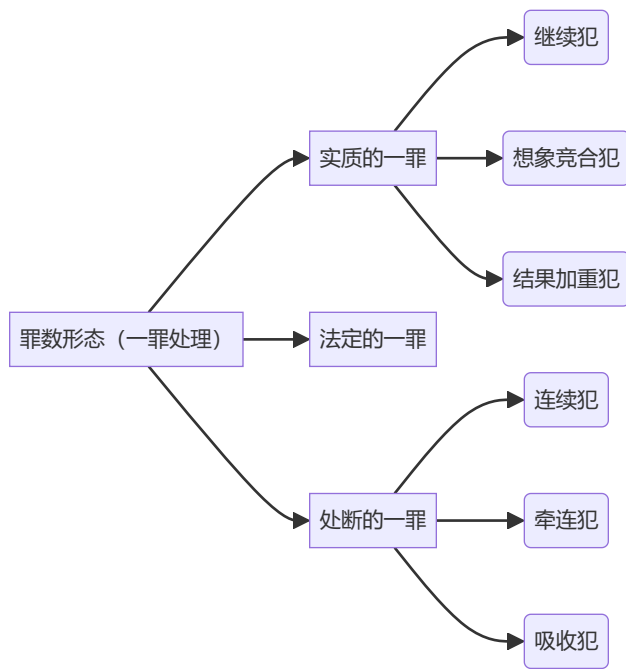 继续犯
实质的一罪
想象竞合犯
结果加重犯
罪数形态（一罪处理）
法定的一罪
连续犯
处断的一罪
牵连犯
吸收犯